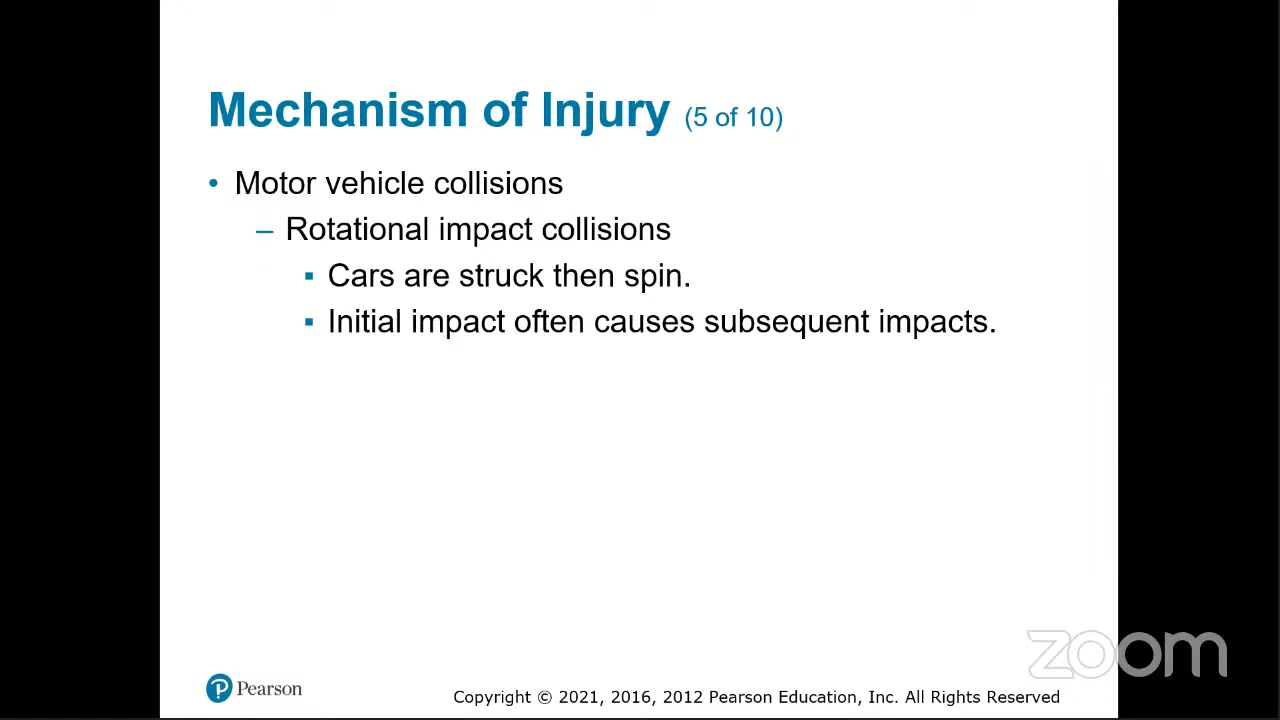 Mechanism of Injury (5 of 10)
• Motor vehicle collisions
– Rotational impact collisions
▪ Cars are struck then spin.
▪ Initial impact often causes subsequent impacts.
zoom
Pearson
Copyright © 2021, 2016, 2012 Pearson Education, Inc. All Rights Reserved